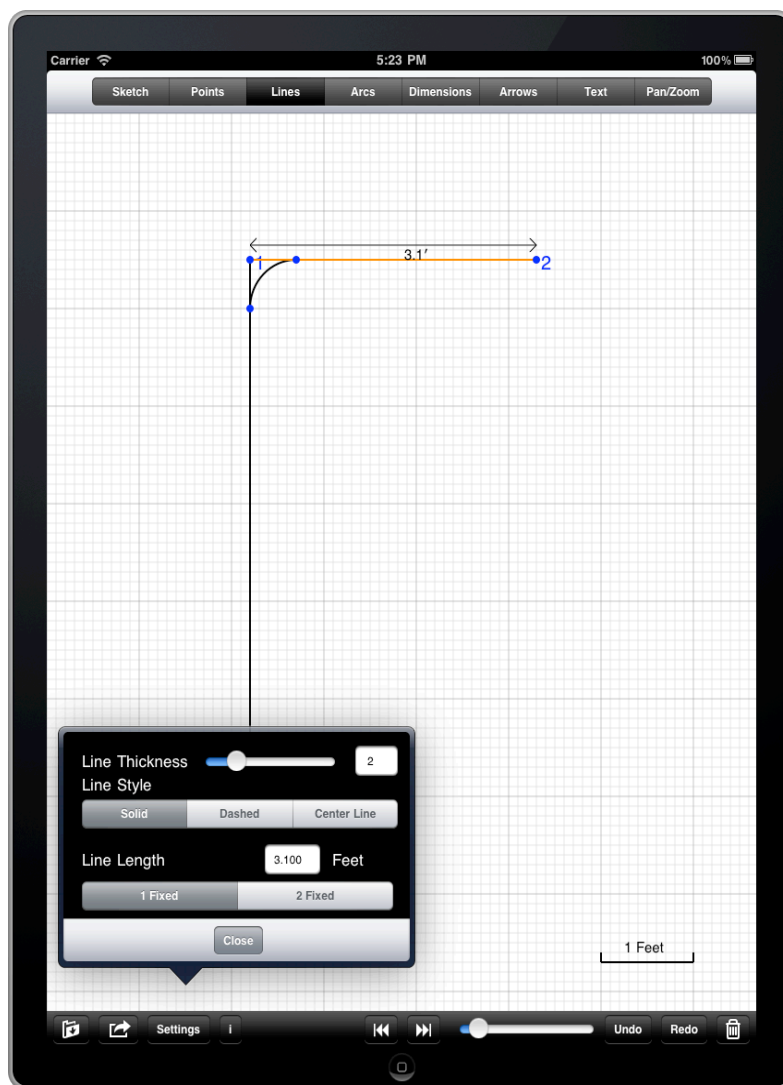 Carrier 5:23 PM 100%
Sketch Points Lines Arcs Dimensions Arrows Text Pan/Zoom
3.1′
1 2
Line Thickness 2
Line Style
Solid Dashed Center Line
Line Length 3.100 Feet
1 Fixed 2 Fixed
Close
1 Feet
Settings i Undo Redo